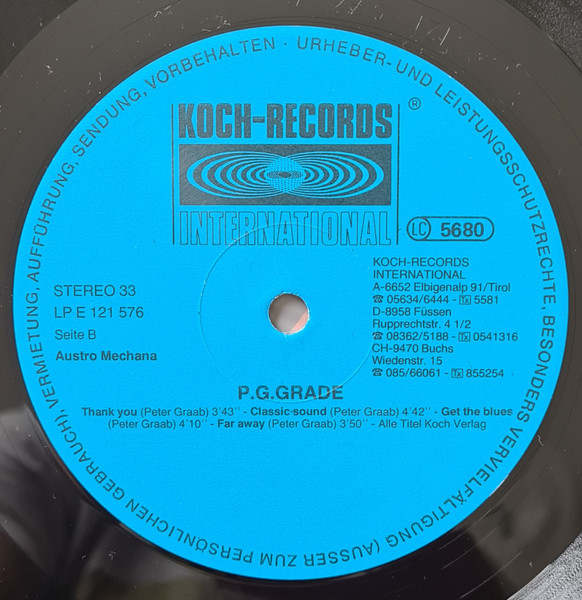 URHEBER- UND LEISTUNGSSCHUTZRECHTE, BESONDERS VERVIELFÄLTIGUNG (AUSSER ZUM PERSÖNLICHEN GEBRAUCH), VERMIETUNG, AUFFÜHRUNG, SENDUNG, VORBEHALTEN ·
KOCH-RECORDS ®
INTERNATIONAL
LC 5680
STEREO 33
LP E 121 576
Seite B
Austro Mechana
KOCH-RECORDS
INTERNATIONAL
A-6652 Elbigenalp 91/Tirol
☎ 05634/6444 - Tx 5581
D-8958 Füssen
Rupprechtstr. 4 1/2
☎ 08362/5188 - Tx 0541316
CH-9470 Buchs
Wiedenstr. 15
☎ 085/66061 - Tx 855254
P.G.GRADE
Thank you (Peter Graab) 3'43'' - Classic sound (Peter Graab) 4'42'' - Get the blues
(Peter Graab) 4'10'' - Far away (Peter Graab) 3'50'' - Alle Titel Koch Verlag